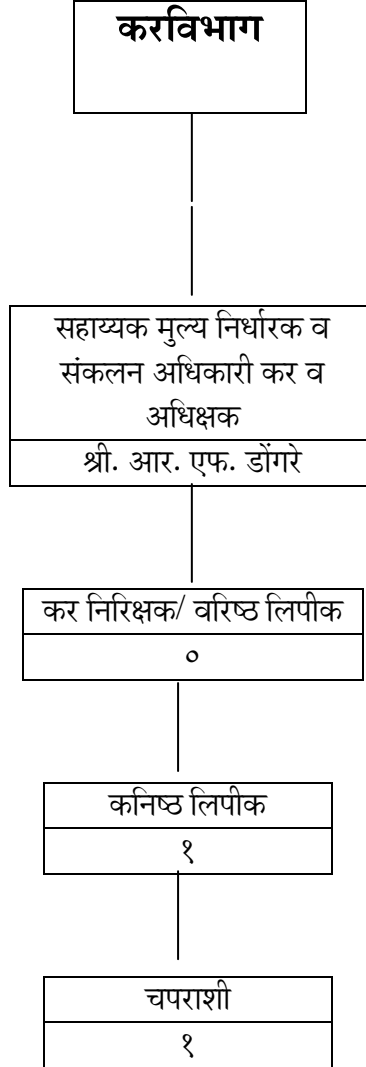 करविभाग
सहाय्यक मुल्य निर्धारक व
संकलन अधिकारी कर व
अधिक्षक
श्री. आर. एफ. डोंगरे
कर निरिक्षक/ वरिष्ठ लिपीक
०
कनिष्ठ लिपीक
१
चपराशी
१